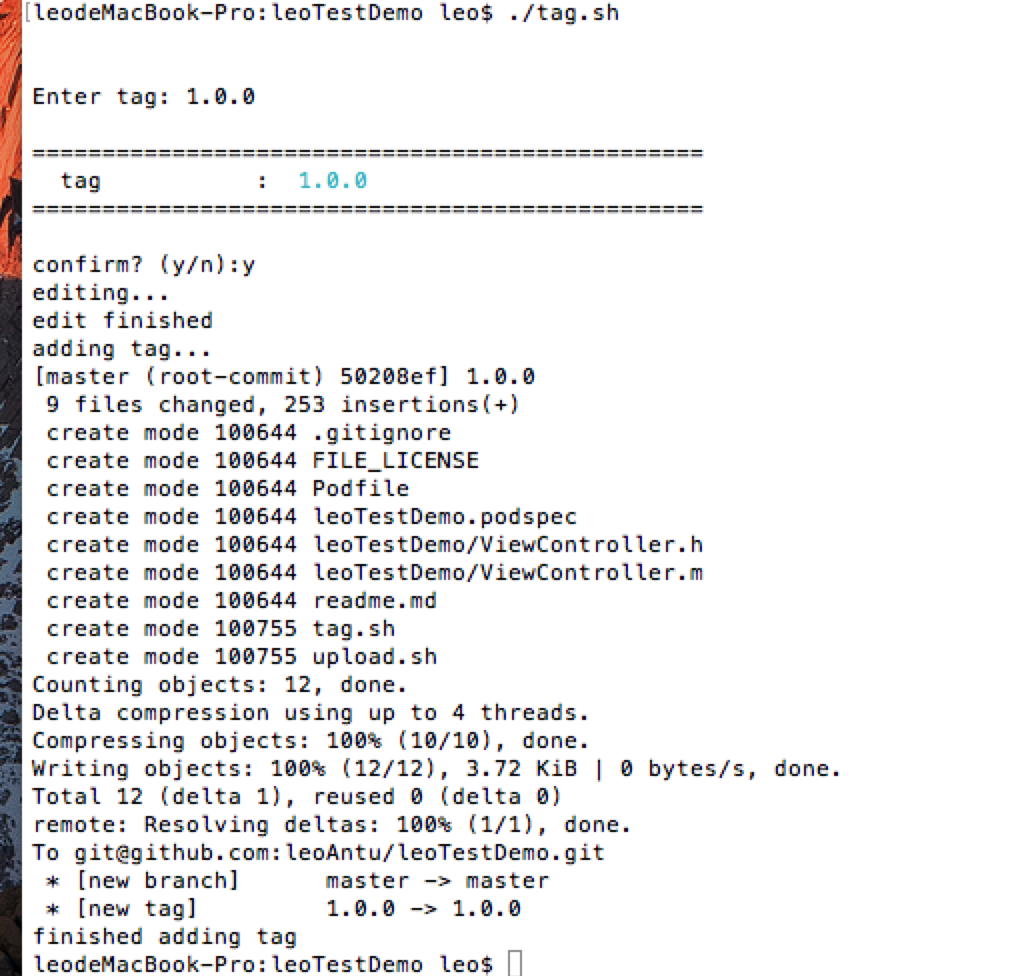 [leodeMacBook-Pro:leoTestDemo leo$ ./tag.sh
Enter tag: 1.0.0
================================================
tag : 1.0.0
================================================
confirm? (y/n):y
editing...
edit finished
adding tag...
[master (root-commit) 50208ef] 1.0.0
9 files changed, 253 insertions(+)
create mode 100644 .gitignore
create mode 100644 FILE_LICENSE
create mode 100644 Podfile
create mode 100644 leoTestDemo.podspec
create mode 100644 leoTestDemo/ViewController.h
create mode 100644 leoTestDemo/ViewController.m
create mode 100644 readme.md
create mode 100755 tag.sh
create mode 100755 upload.sh
Counting objects: 12, done.
Delta compression using up to 4 threads.
Compressing objects: 100% (10/10), done.
Writing objects: 100% (12/12), 3.72 KiB | 0 bytes/s, done.
Total 12 (delta 1), reused 0 (delta 0)
remote: Resolving deltas: 100% (1/1), done.
To git@github.com:leoAntu/leoTestDemo.git
* [new branch] master -> master
* [new tag] 1.0.0 -> 1.0.0
finished adding tag
leodeMacBook-Pro:leoTestDemo leo$